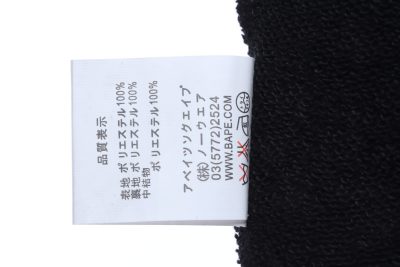 品質表示
表地 ポリエステル100%
裏地 ポリエステル100%
中詰物
ポリエステル100%
アベイシングエイプ
(株)ノーウェア
03(5772)2524
WWW.BAPE.COM